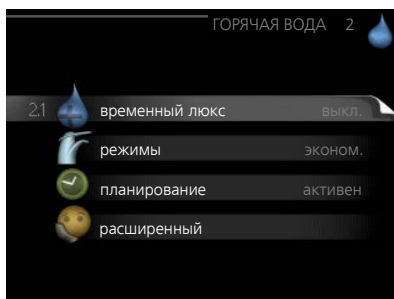 ГОРЯЧАЯ ВОДА 2
2.1 временный люкс выкл.
режимы эконом.
планирование активен
расширенный